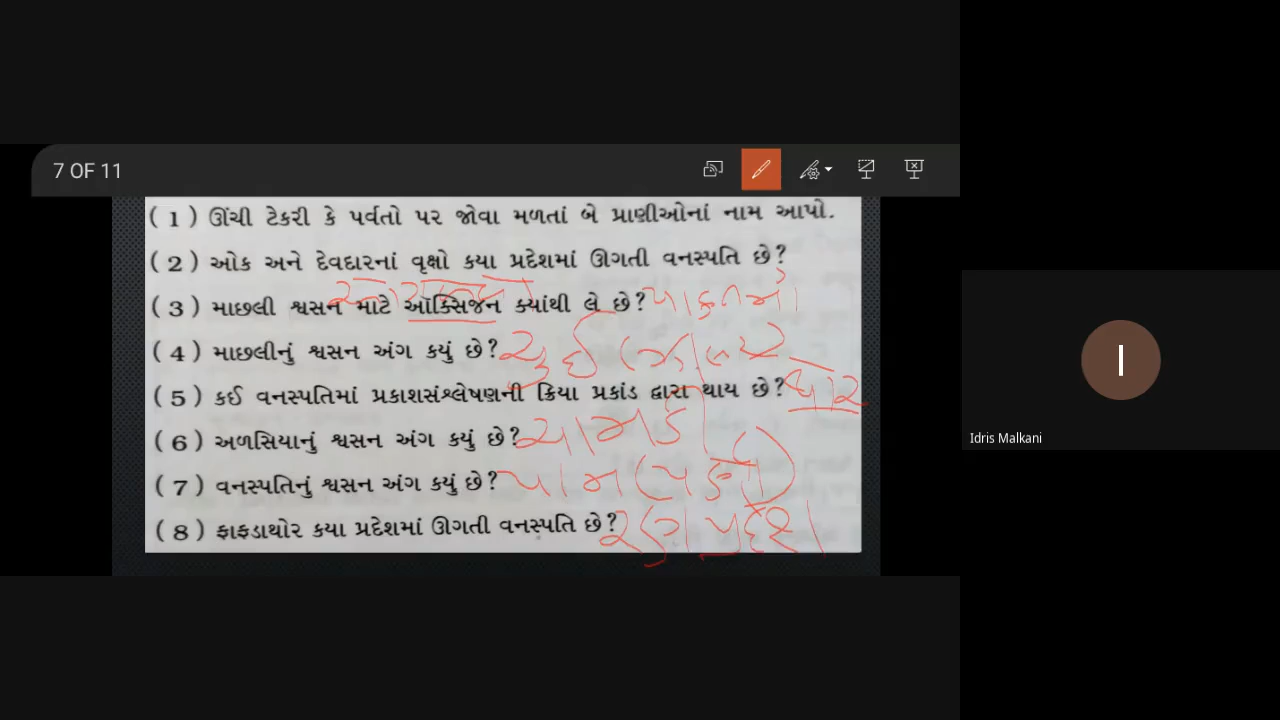 7 OF 11
( 1 ) ઊંચી ટેકરી કે પર્વતો પર જોવા મળતાં બે પ્રાણીઓનાં નામ આપો.
( 2 ) ઓક અને દેવદારનાં વૃક્ષો કયા પ્રદેશમાં ઊગતી વનસ્પતિ છે?
( 3 ) માછલી શ્વસન માટે ઑક્સિજન ક્યાંથી લે છે?
( 4 ) માછલીનું શ્વસન અંગ કયું છે?
( 5 ) કઈ વનસ્પતિમાં પ્રકાશસંશ્લેષણની ક્રિયા પ્રકાંડ દ્વારા થાય છે? થોર
( 6 ) અળસિયાનું શ્વસન અંગ કયું છે? ચામડી
( 7 ) વનસ્પતિનું શ્વસન અંગ કયું છે? પાન
( 8 ) ફાફડાથોર કયા પ્રદેશમાં ઊગતી વનસ્પતિ છે? રણ પ્રદેશ
I
Idris Malkani